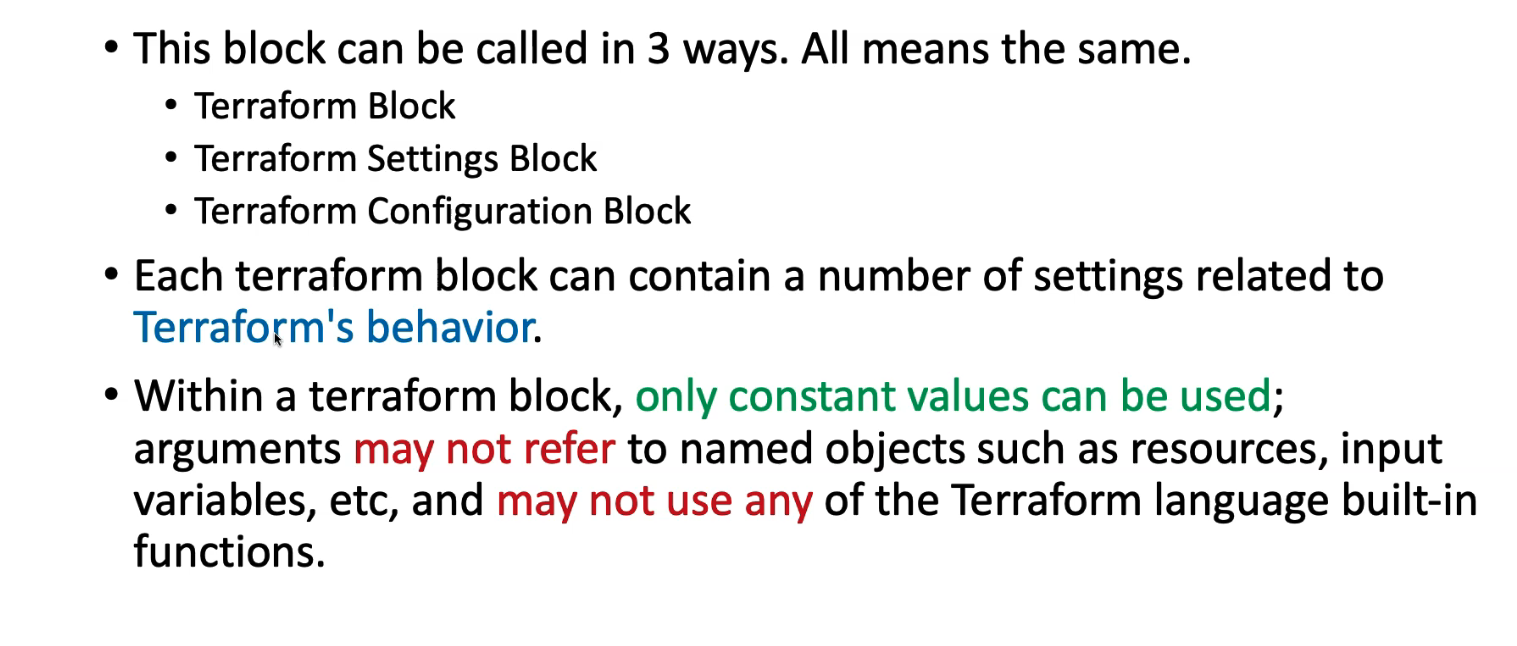 • This block can be called in 3 ways. All means the same.
• Terraform Block
• Terraform Settings Block
• Terraform Configuration Block
• Each terraform block can contain a number of settings related to
Terraform's behavior.
• Within a terraform block, only constant values can be used;
arguments may not refer to named objects such as resources, input
variables, etc, and may not use any of the Terraform language built-in
functions.